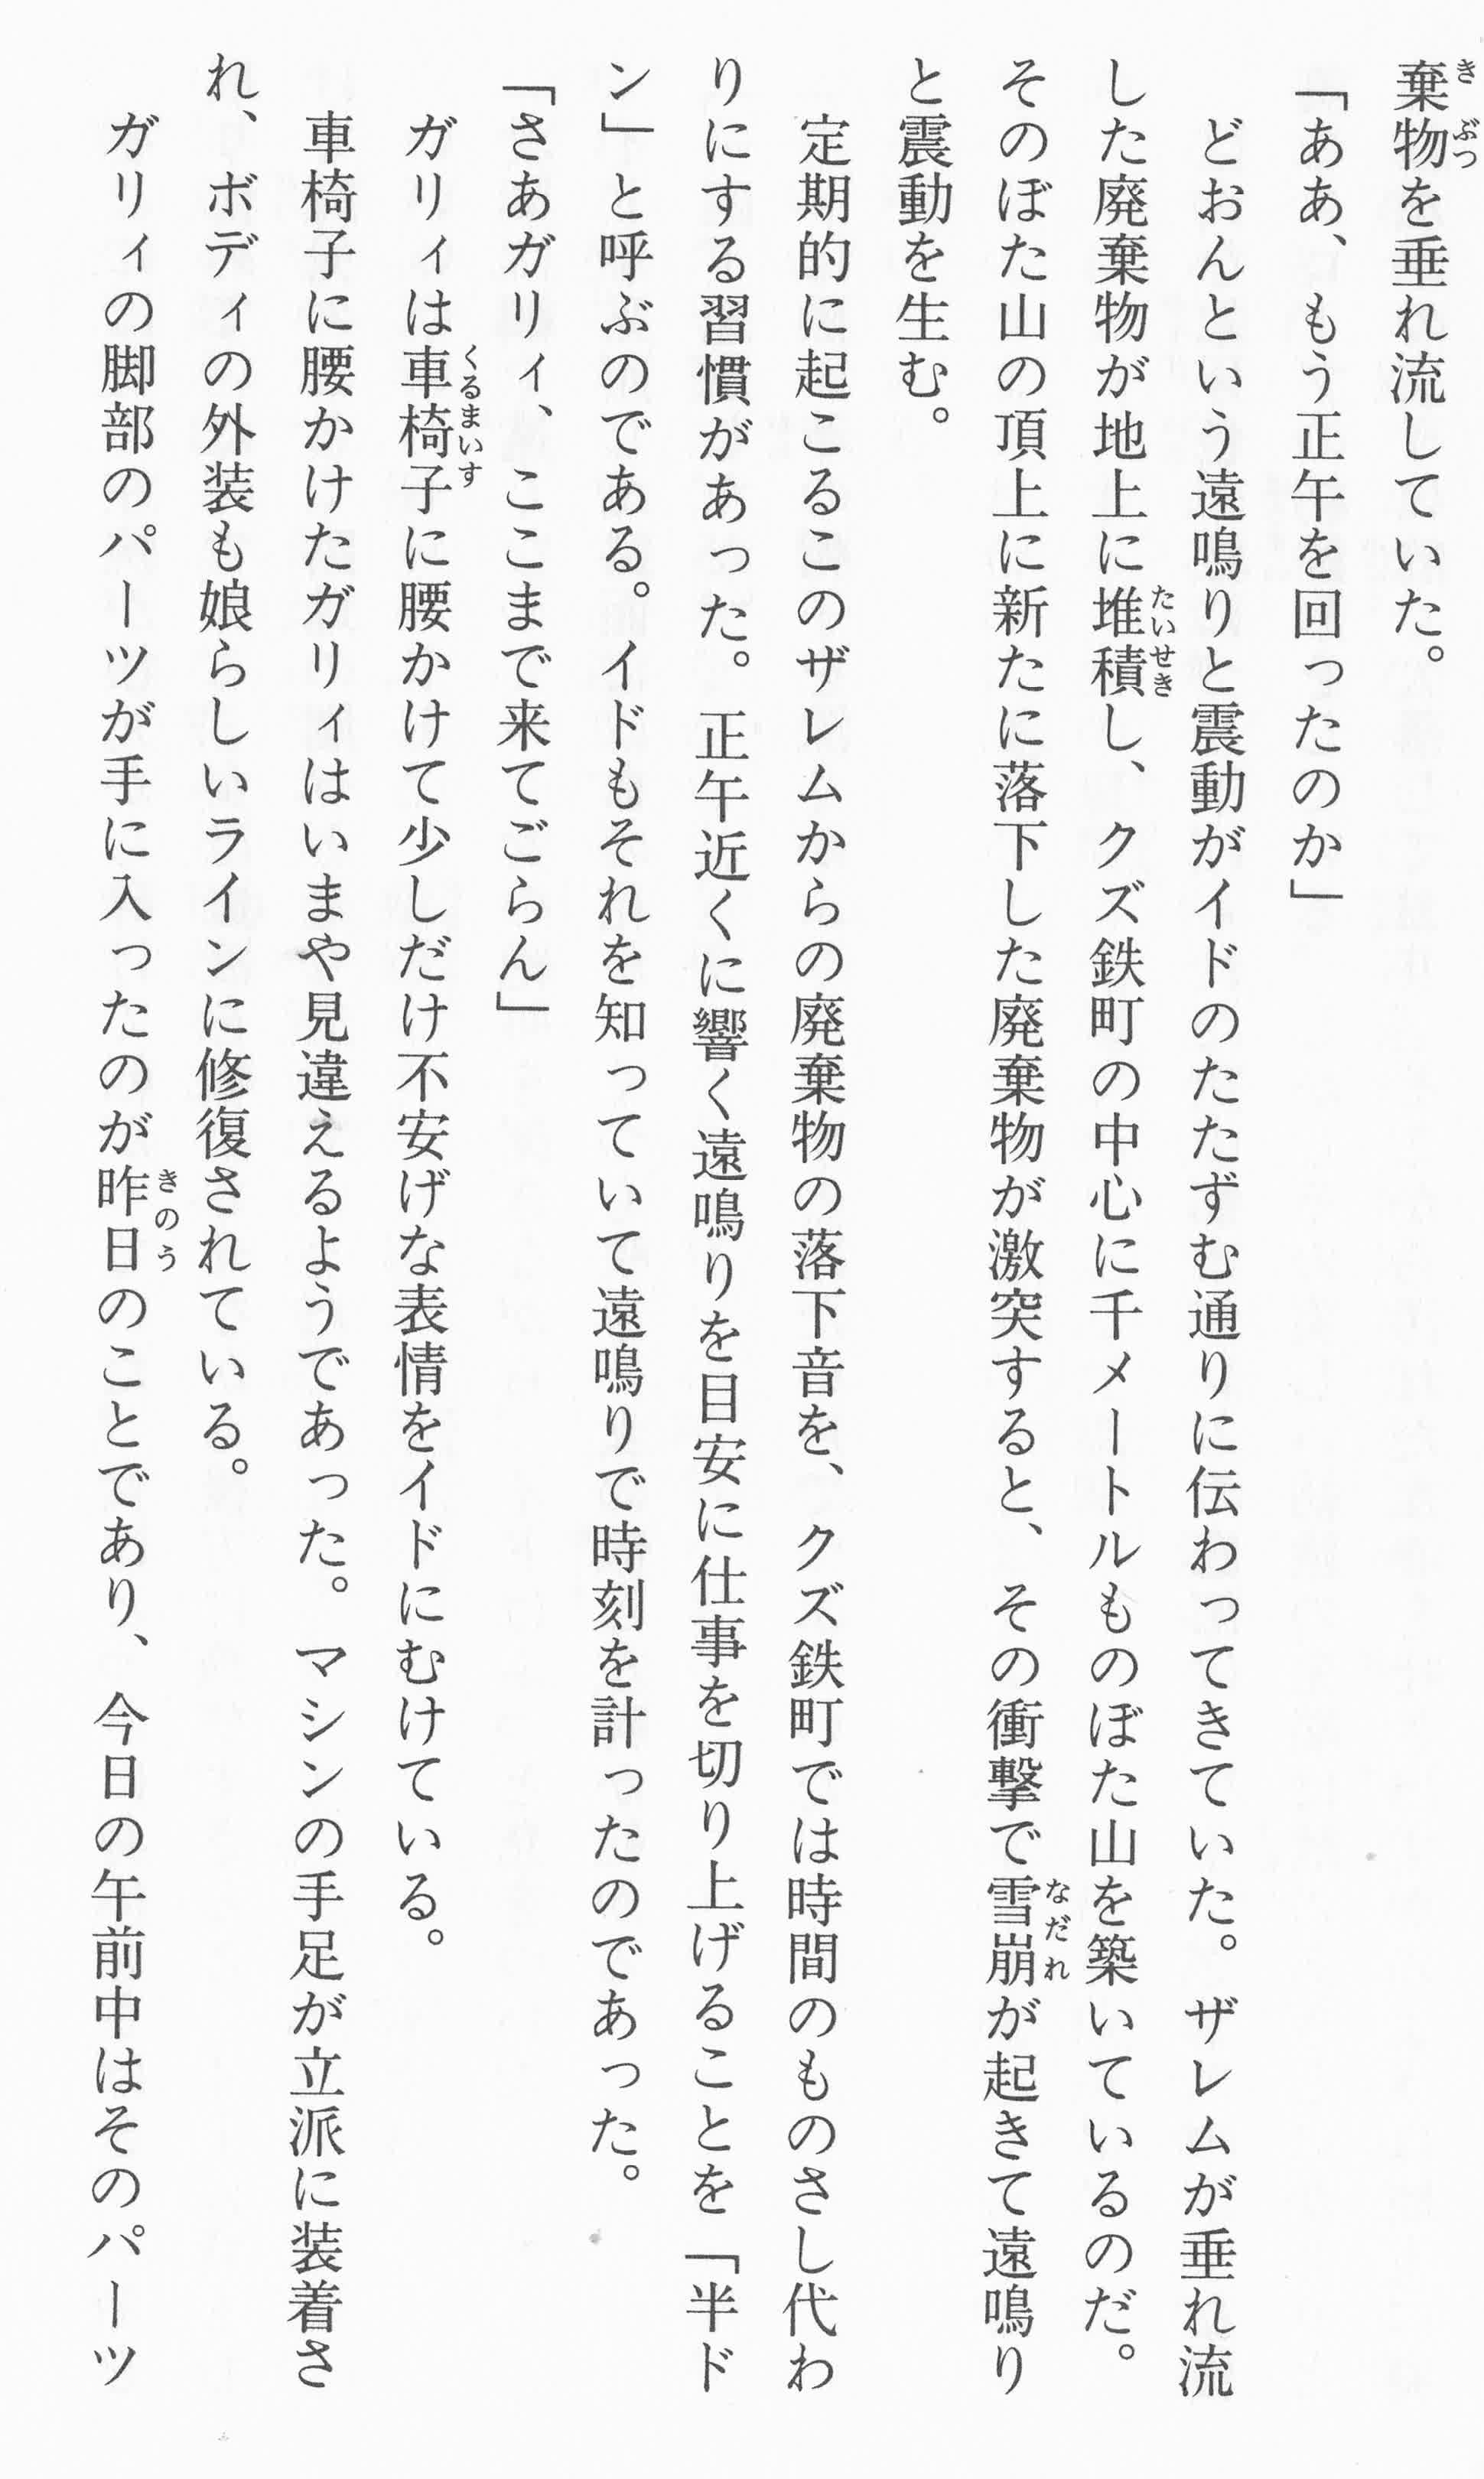 棄物を垂れ流していた。
「ああ、もう正午を回ったのか」
どおんという遠鳴りと震動がイドのたたずむ通りに伝わってきていた。ザレムが垂れ流
した廃棄物が地上に堆積し、クズ鉄町の中心に千メートルものぼた山を築いているのだ。
そのぼた山の頂上に新たに落下した廃棄物が激突すると、その衝撃で雪崩が起きて遠鳴り
と震動を生む。
定期的に起こるこのザレムからの廃棄物の落下音を、クズ鉄町では時間のものさし代わ
りにする習慣があった。正午近くに響く遠鳴りを目安に仕事を切り上げることを「半ド
ン」と呼ぶのである。イドもそれを知っていて遠鳴りで時刻を計ったのであった。
「さあガリィ、ここまで来てごらん」
ガリィは車椅子に腰かけて少しだけ不安げな表情をイドにむけている。
車椅子に腰かけたガリィはいまや見違えるようであった。マシンの手足が立派に装着さ
れ、ボディの外装も娘らしいラインに修復されている。
ガリィの脚部のパーツが手に入ったのが昨日のことであり、今日の午前中はそのパーツ